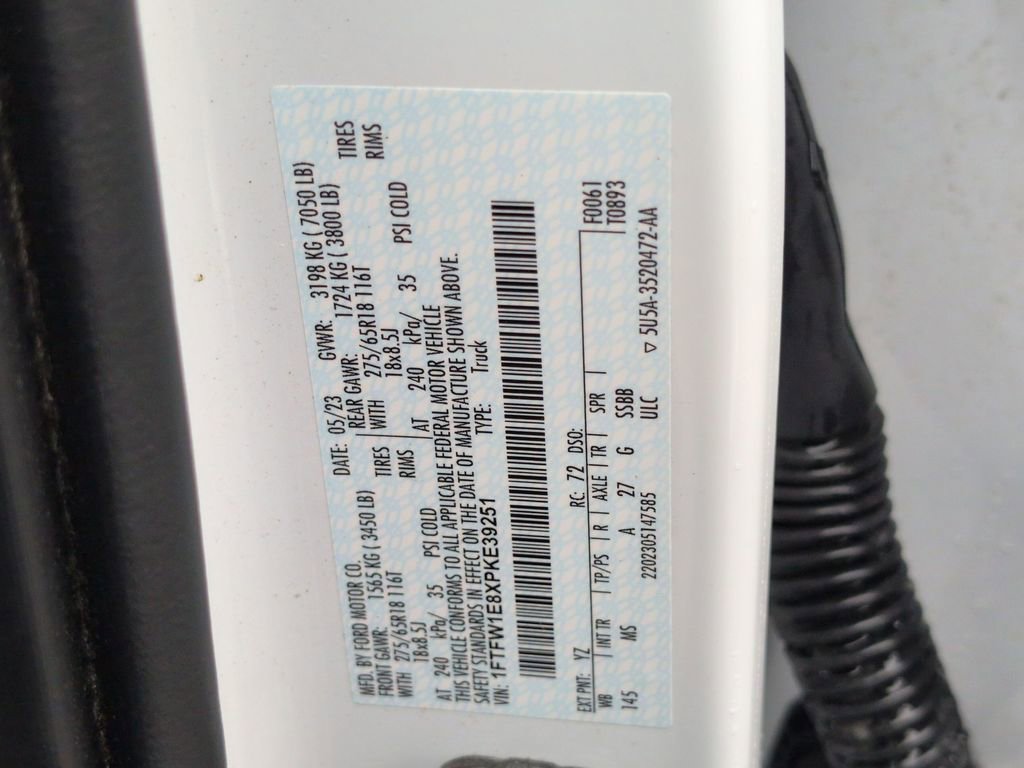 MFD. BY FORD MOTOR CO. DATE: 05/23 GVWR: 3198 KG ( 7050 LB)
FRONT GAWR: 1565 KG ( 3450 LB) REAR GAWR: 1724 KG ( 3800 LB)
WITH 275/65R18 116T TIRES WITH 275/65R18 116T TIRES
18x8.5J RIMS 18x8.5J RIMS
AT 240 kPa/ 35 PSI COLD AT 240 kPa/ 35 PSI COLD
THIS VEHICLE CONFORMS TO ALL APPLICABLE FEDERAL MOTOR VEHICLE
SAFETY STANDARDS IN EFFECT ON THE DATE OF MANUFACTURE SHOWN ABOVE.
VIN: 1FTFW1E8XPKE39251 TYPE: Truck
EXT PNT: YZ RC: 72 DSO: F0061
WB INT TR TP/PS R AXLE TR SPR T0893
145 MS A 27 G SSBB
2202305147585 ULC ▽ 5U5A-3520472-AA